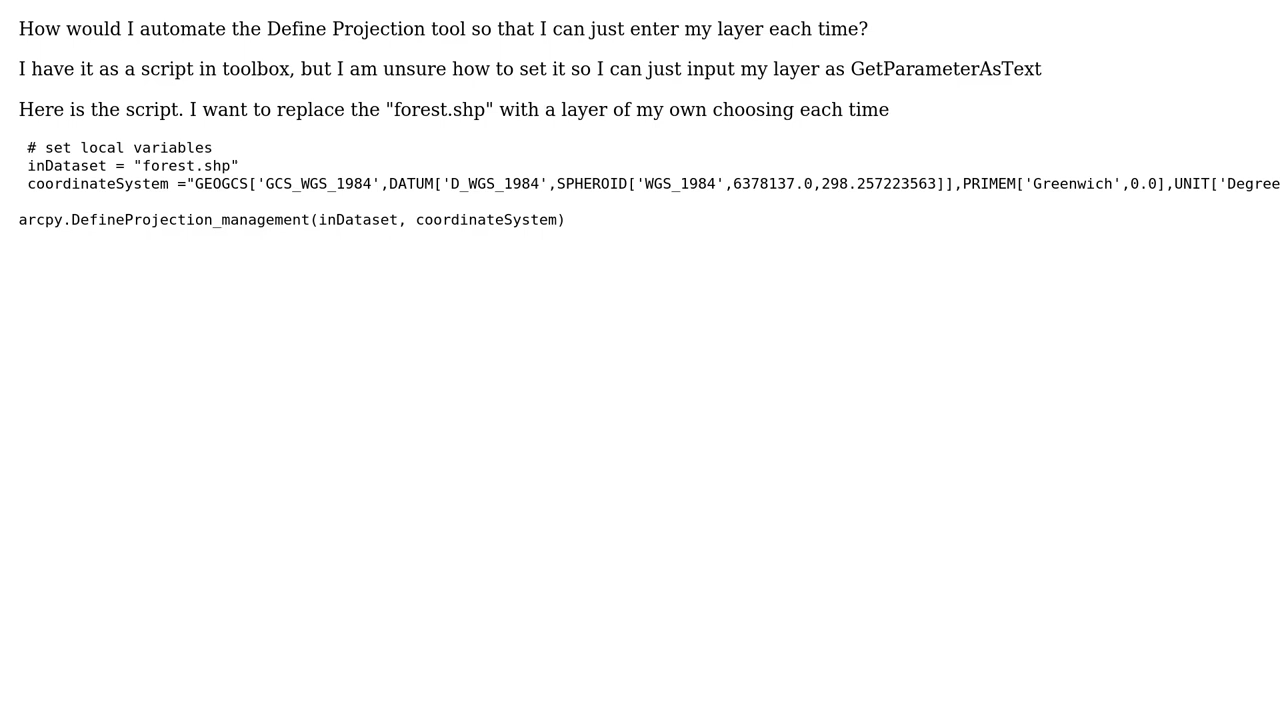 How would I automate the Define Projection tool so that I can just enter my layer each time?
I have it as a script in toolbox, but I am unsure how to set it so I can just input my layer as GetParameterAsText
Here is the script. I want to replace the "forest.shp" with a layer of my own choosing each time
# set local variables
inDataset = "forest.shp"
coordinateSystem ="GEOGCS['GCS_WGS_1984',DATUM['D_WGS_1984',SPHEROID['WGS_1984',6378137.0,298.257223563]],PRIMEM['Greenwich',0.0],UNIT['Degree
arcpy.DefineProjection_management(inDataset, coordinateSystem)